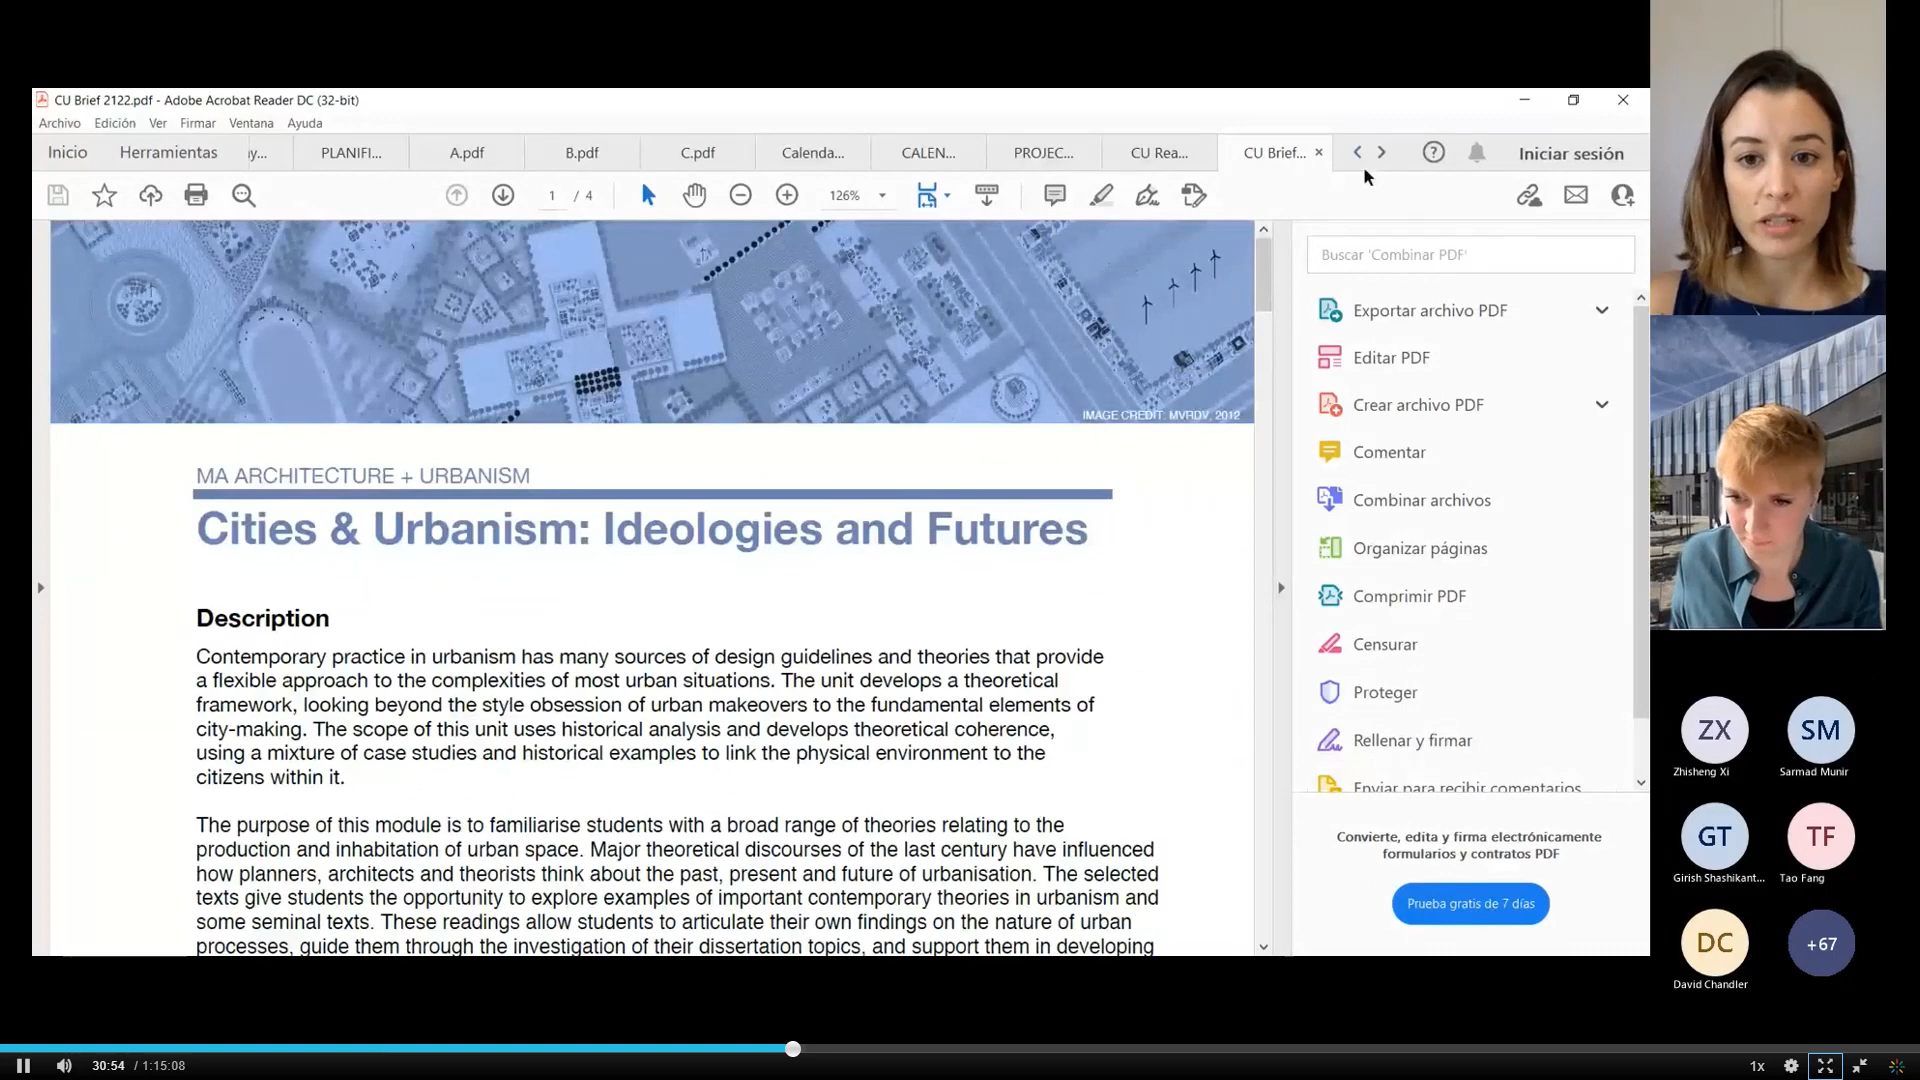 CU Brief 2122.pdf - Adobe Acrobat Reader DC (32-bit)
Archivo Edición Ver Firmar Ventana Ayuda
Inicio Herramientas y... PLANIFI... A.pdf B.pdf C.pdf Calenda... CALEN... PROJEC... CU Rea... CU Brief... × Iniciar sesión
1 / 4 126%
IMAGE CREDIT: MVRDV, 2012
MA ARCHITECTURE + URBANISM
Cities & Urbanism: Ideologies and Futures
Description
Contemporary practice in urbanism has many sources of design guidelines and theories that provide
a flexible approach to the complexities of most urban situations. The unit develops a theoretical
framework, looking beyond the style obsession of urban makeovers to the fundamental elements of
city-making. The scope of this unit uses historical analysis and develops theoretical coherence,
using a mixture of case studies and historical examples to link the physical environment to the
citizens within it.
The purpose of this module is to familiarise students with a broad range of theories relating to the
production and inhabitation of urban space. Major theoretical discourses of the last century have influenced
how planners, architects and theorists think about the past, present and future of urbanisation. The selected
texts give students the opportunity to explore examples of important contemporary theories in urbanism and
some seminal texts. These readings allow students to articulate their own findings on the nature of urban
processes, guide them through the investigation of their dissertation topics, and support them in developing
Buscar 'Combinar PDF'
Exportar archivo PDF
Editar PDF
Crear archivo PDF
Comentar
Combinar archivos
Organizar páginas
Comprimir PDF
Censurar
Proteger
Rellenar y firmar
Enviar para recibir comentarios
Convierte, edita y firma electrónicamente
formularios y contratos PDF
Prueba gratis de 7 días
HUB
ZX SM
Zhisheng Xi Sarmad Munir
GT TF
Girish Shashikant... Tao Fang
DC +67
David Chandler
30:54 / 1:15:08 1x